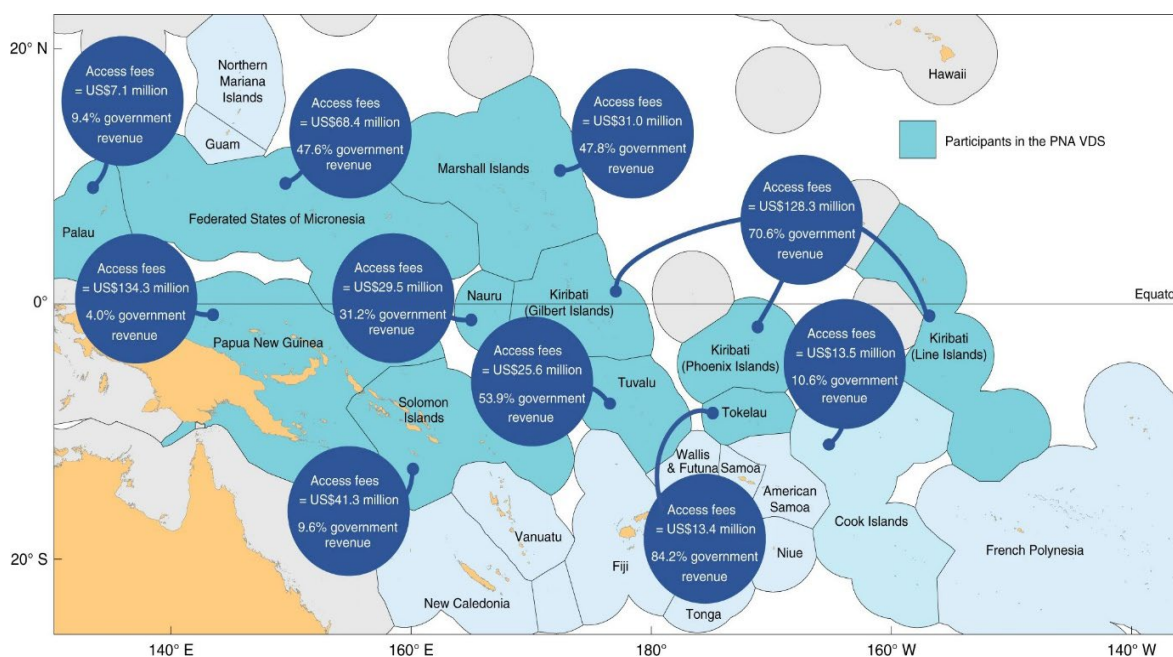 20° N
0°
20° S
Access fees
= US$7.1 million
9.4% government
revenue
Northern
Mariana
Islands
Guam
Access fees
= US$68.4 million
47.6% government
revenue
Marshall Islands
Access fees
= US$31.0 million
47.8% government
revenue
Hawaii
Participants in the PNA VDS
Access fees
= US$128.3 million
70.6% government
revenue
Palau
Federated States of Micronesia
Access fees
= US$134.3 million
4.0% government
revenue
Access fees
= US$29.5 million
31.2% government
revenue
Nauru
Kiribati
(Gilbert Islands)
Equato
Papua New Guinea
Access fees
= US$25.6 million
53.9% government
revenue
Tuvalu
Kiribati
(Phoenix Islands)
Access fees
= US$13.5 million
10.6% government
revenue
Kiribati
(Line Islands)
Solomon
Islands
Tokelau
Wallis
& Futuna
Samoa
American
Samoa
Cook Islands
Access fees
= US$41.3 million
9.6% government
revenue
Vanuatu
Fiji
Access fees
= US$13.4 million
84.2% government
revenue
Niue
French Polynesia
New Caledonia
Tonga
140° E
160° E
180°
160° W
140° W